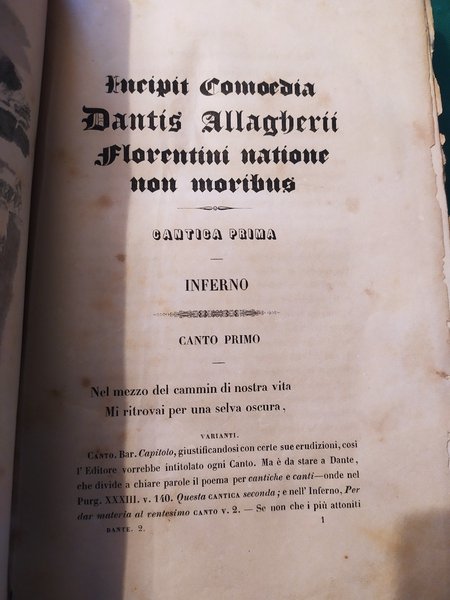 Incipit Comoedia
Dantis Allagherii
Florentini natione
non moribus
CANTICA PRIMA
INFERNO
CANTO PRIMO
Nel mezzo del cammin di nostra vita
Mi ritrovai per una selva oscura,
VARIANTI.
CANTO. Bar. Capitolo, giustificandosi con certe sue erudizioni, così
l' Editore vorrebbe intitolato ogni Canto. Ma è da stare a Dante,
che divide a chiare parole il poema per cantiche e canti—onde nel
Purg. XXXIII. v. 140. Questa CANTICA seconda; e nell' Inferno, Per
dar materia al ventesimo CANTO v. 2. — Se non che i più attoniti
DANTE. 2. 1